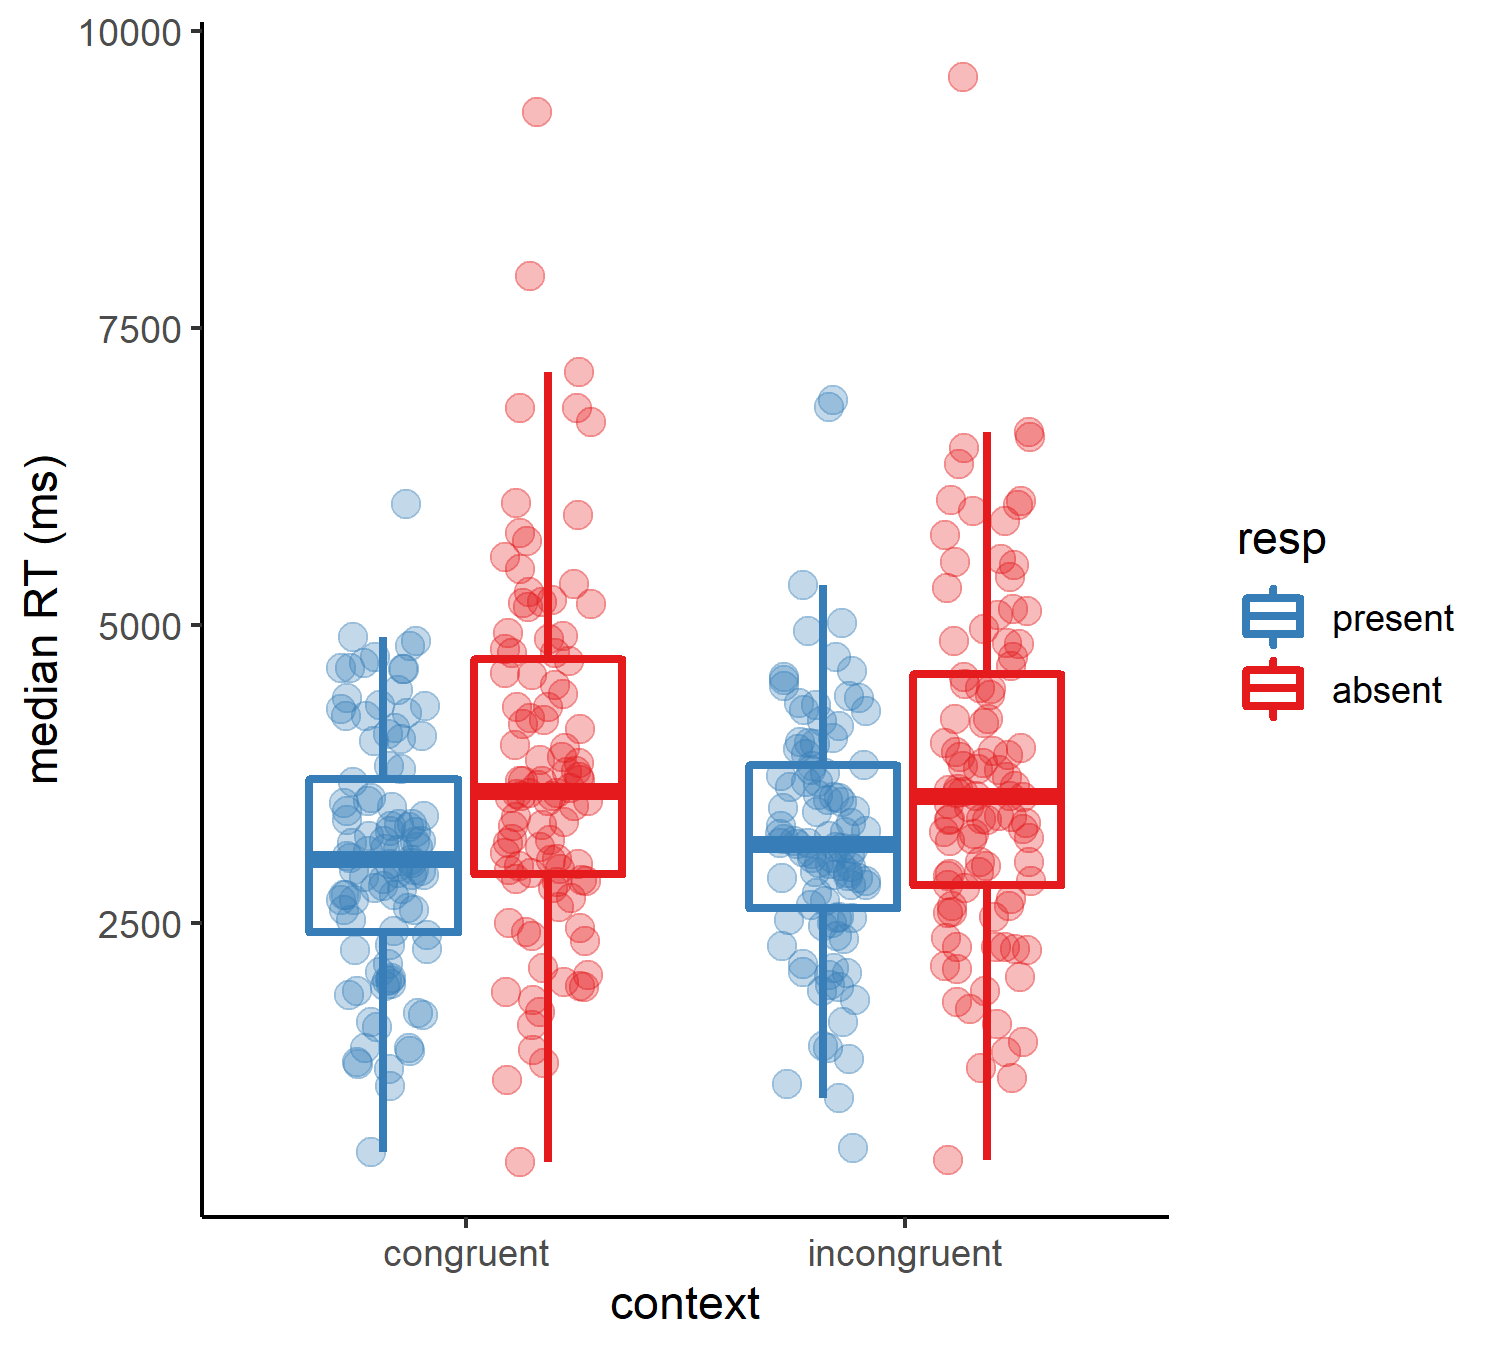 10000
7500
5000
2500
median RT (ms)
congruent
incongruent
context
resp
present
absent